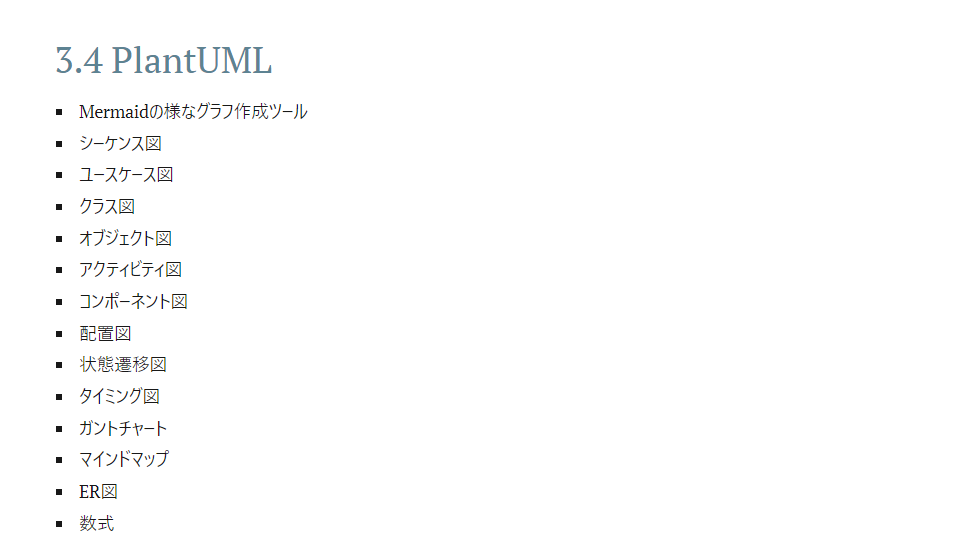 3.4 PlantUML
Mermaidの様なグラフ作成ツール
シーケンス図
ユースケース図
クラス図
オブジェクト図
アクティビティ図
コンポーネント図
配置図
状態遷移図
タイミング図
ガントチャート
マインドマップ
ER図
数式